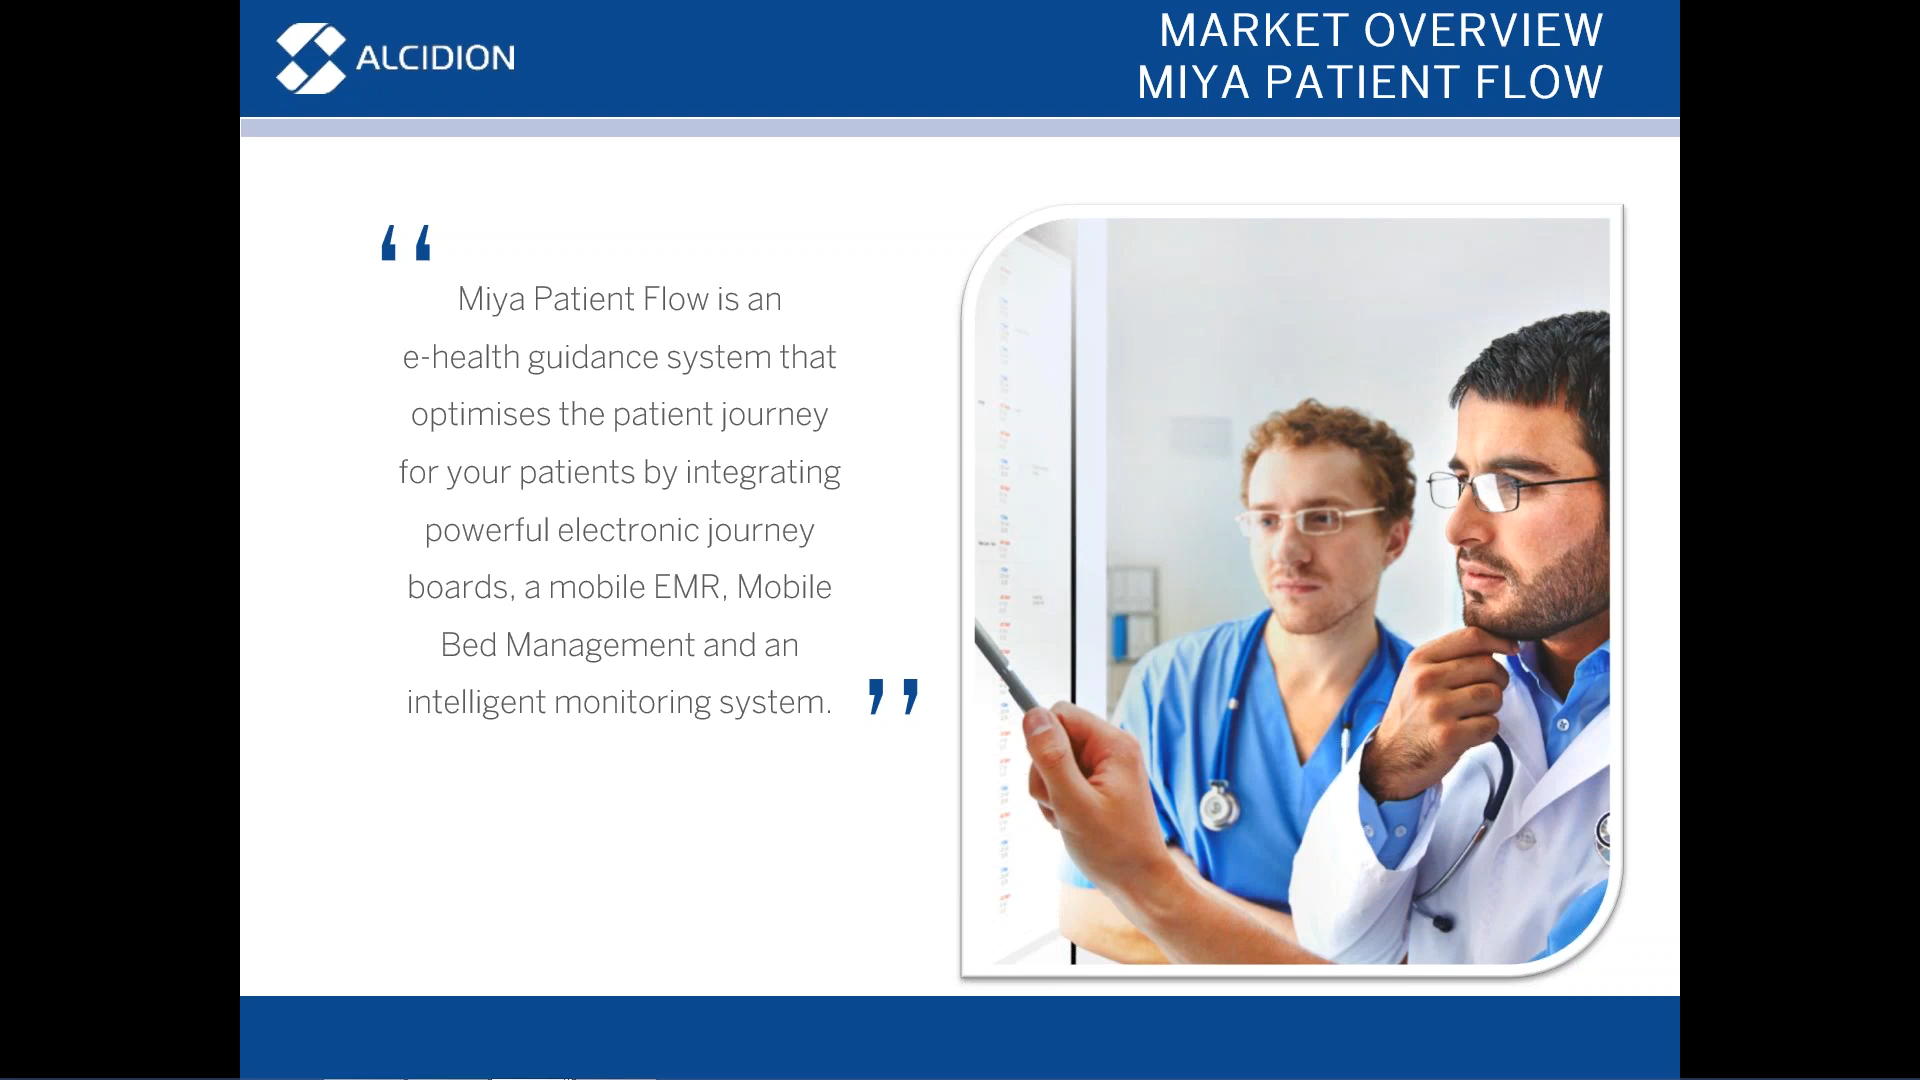 ALCIDION
MARKET OVERVIEW
MIYA PATIENT FLOW
“
Miya Patient Flow is an
e-health guidance system that
optimises the patient journey
for your patients by integrating
powerful electronic journey
boards, a mobile EMR, Mobile
Bed Management and an
intelligent monitoring system. ”